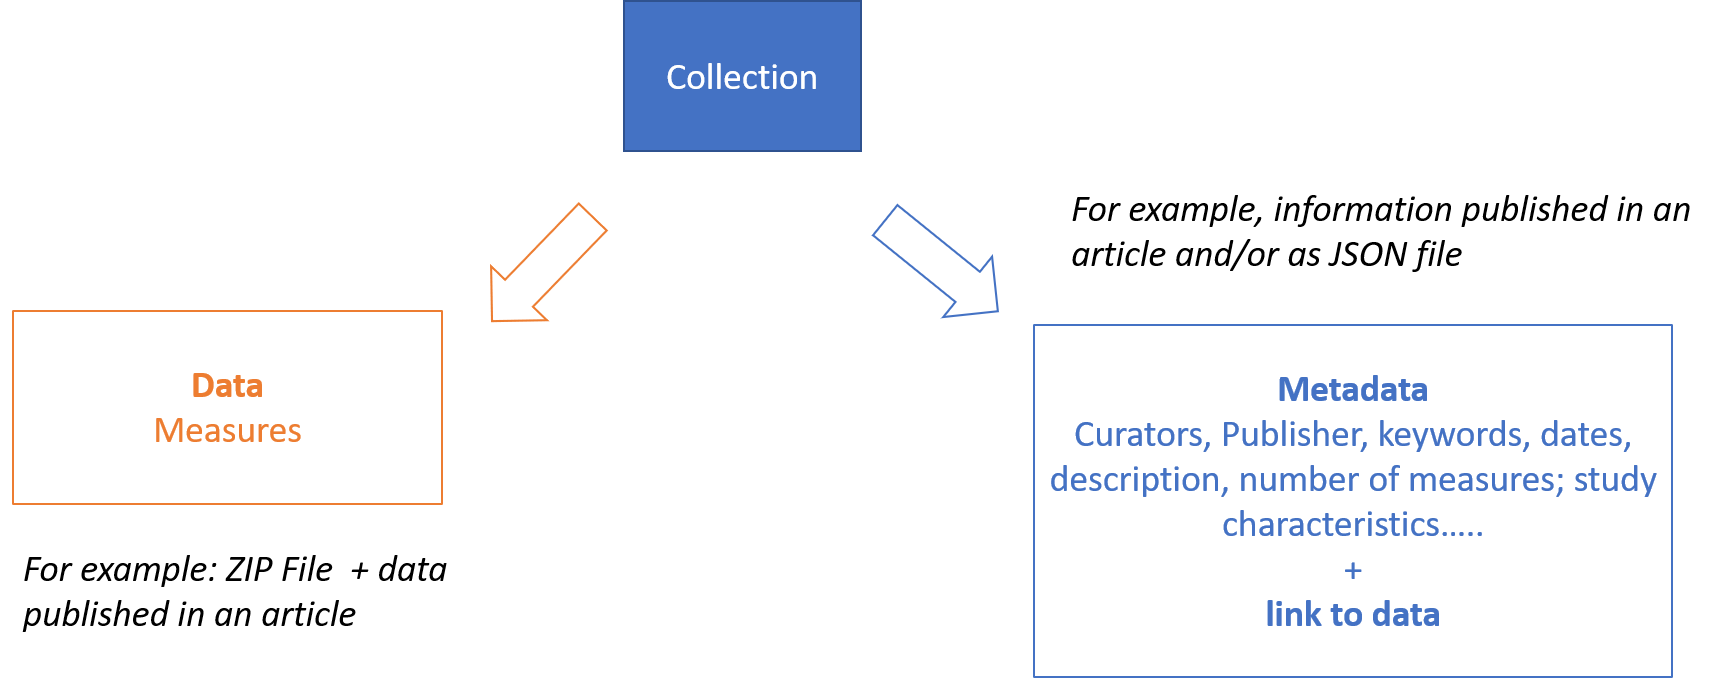 Collection
For example, information published in an
article and/or as JSON file
Data
Measures
For example: ZIP File  + data
published in an article
Metadata
Curators, Publisher, keywords, dates,
description, number of measures; study
characteristics…..
+
link to data